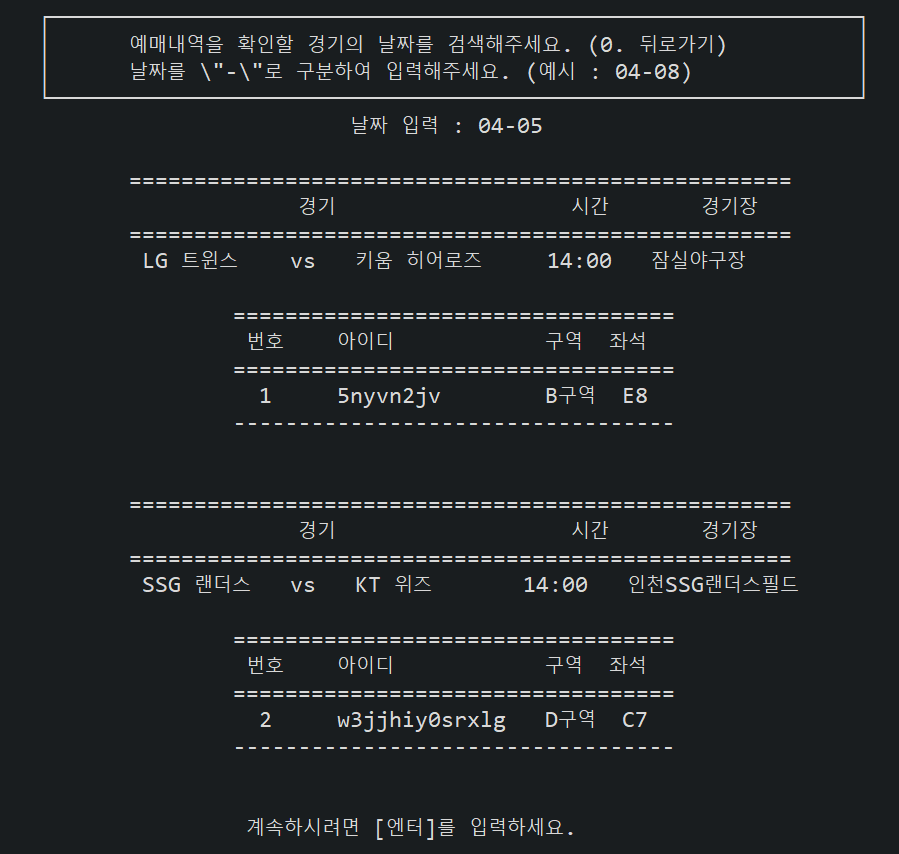 예매내역을 확인할 경기의 날짜를 검색해주세요. (0. 뒤로가기)
날짜를 \"-\"로 구분하여 입력해주세요. (예시 : 04-08)
날짜 입력 : 04-05
===================================================
경기 시간 경기장
===================================================
LG 트윈스 vs 키움 히어로즈 14:00 잠실야구장
==================================
번호 아이디 구역 좌석
==================================
1 5nyvn2jv B구역 E8
----------------------------------
===================================================
경기 시간 경기장
===================================================
SSG 랜더스 vs KT 위즈 14:00 인천SSG랜더스필드
==================================
번호 아이디 구역 좌석
==================================
2 w3jjhiy0srxlg D구역 C7
----------------------------------
계속하시려면 [엔터]를 입력하세요.